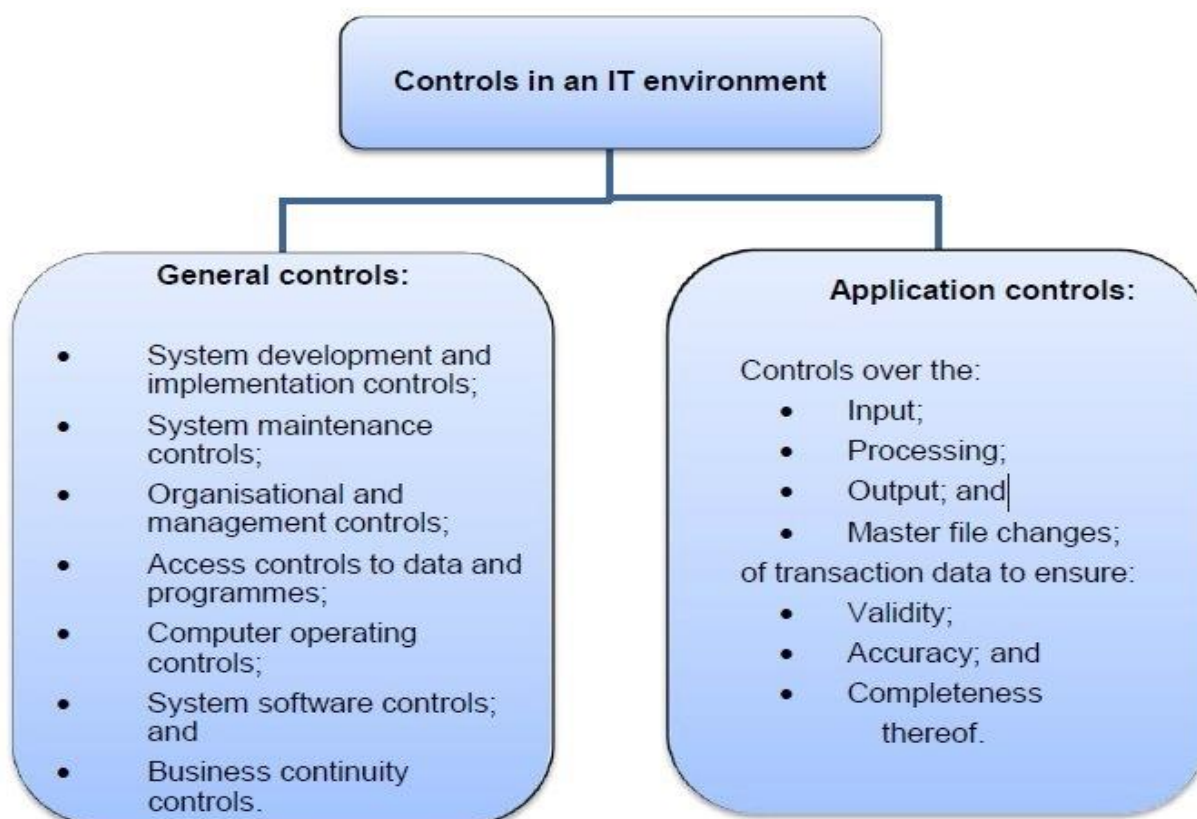 Controls in an IT environment
General controls:
• System development and
implementation controls;
• System maintenance
controls;
• Organisational and
management controls;
• Access controls to data and
programmes;
• Computer operating
controls;
• System software controls;
and
• Business continuity
controls.
Application controls:
Controls over the:
• Input;
• Processing;
• Output; and
• Master file changes;
of transaction data to ensure:
• Validity;
• Accuracy; and
• Completeness
thereof.